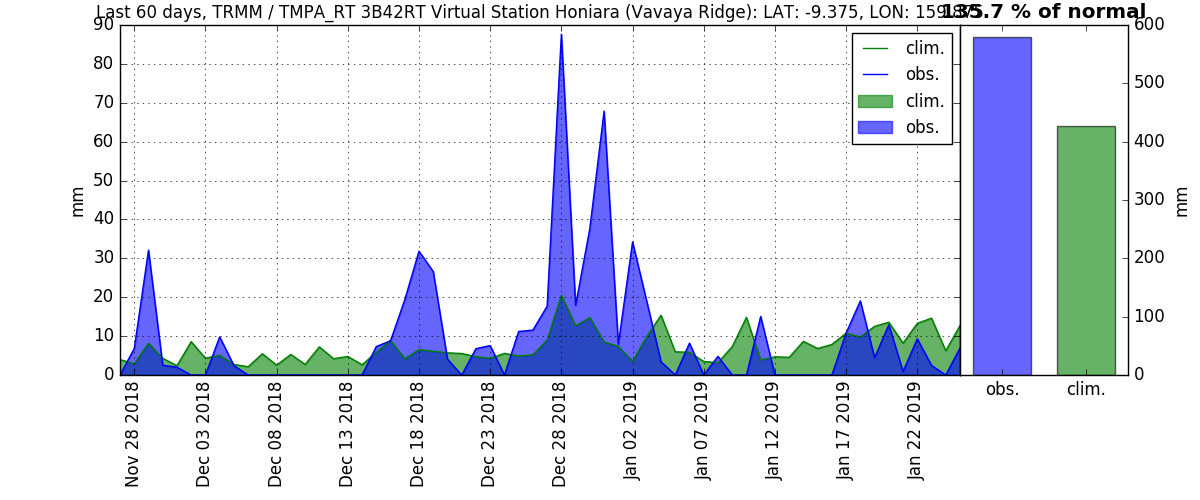 Last 60 days, TRMM / TMPA_RT 3B42RT Virtual Station Honiara (Vavaya Ridge): LAT: -9.375, LON:
135.7 % of normal
90
80
70
60
50
40
30
20
10
0
mm
clim.
obs.
clim.
obs.
Nov 28 2018
Dec 03 2018
Dec 08 2018
Dec 13 2018
Dec 18 2018
Dec 23 2018
Dec 28 2018
Jan 02 2019
Jan 07 2019
Jan 12 2019
Jan 17 2019
Jan 22 2019
600
500
400
300
200
100
0
mm
obs.
clim.